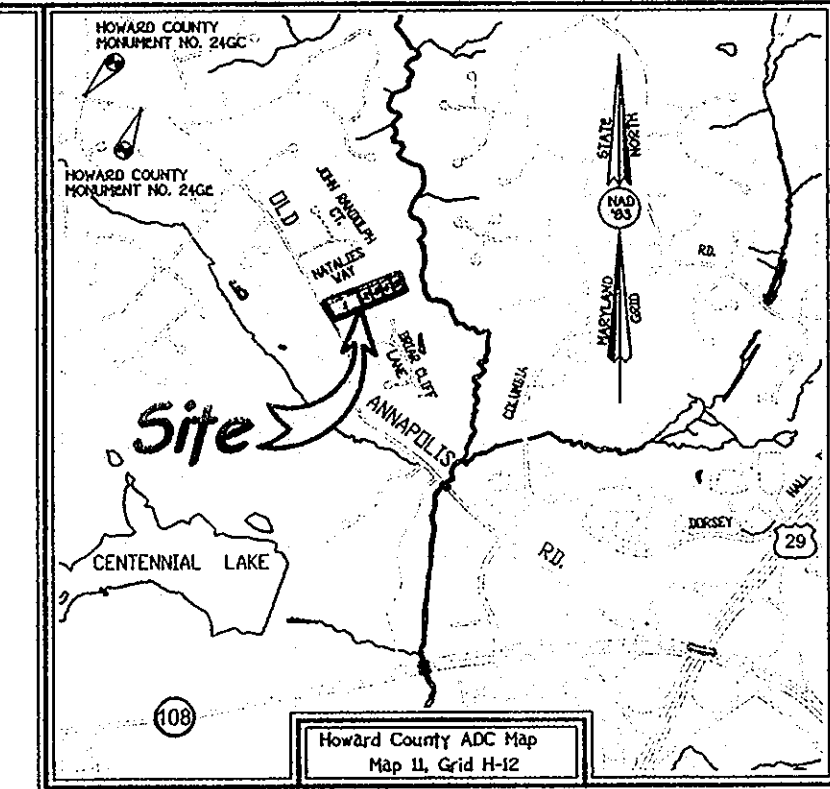 HOWARD COUNTY
MONUMENT NO. 24GC
HOWARD COUNTY
MONUMENT NO. 24GE
JOHN RANDOLPH
CT.
OLD
NATALIES
WAY
STATE
NORTH
NAD
'83
MARYLAND
GRID
RD.
1
BRIAR CLIFF
LANE
COLUMBIA
Site
ANNAPOLIS
RD.
HALL
DORSEY
29
CENTENNIAL LAKE
108
Howard County ADC Map
Map 11, Grid H-12